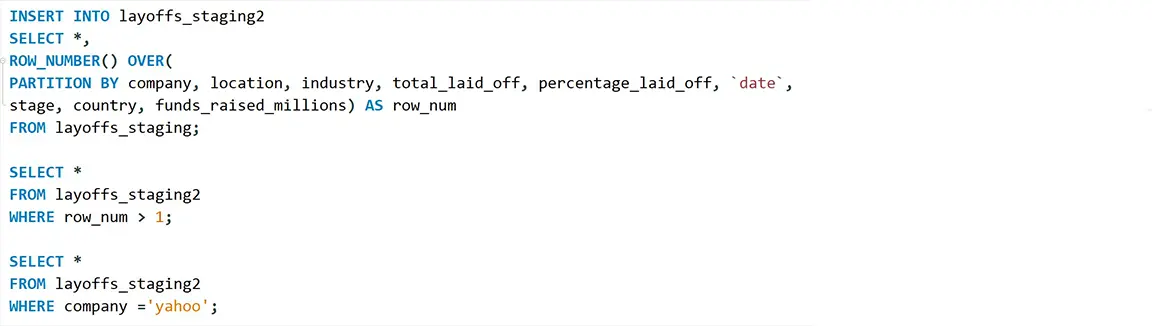 INSERT INTO layoffs_staging2
SELECT *,
ROW_NUMBER() OVER(
PARTITION BY company, location, industry, total_laid_off, percentage_laid_off, `date`,
stage, country, funds_raised_millions) AS row_num
FROM layoffs_staging;
SELECT *
FROM layoffs_staging2
WHERE row_num > 1;
SELECT *
FROM layoffs_staging2
WHERE company ='yahoo';